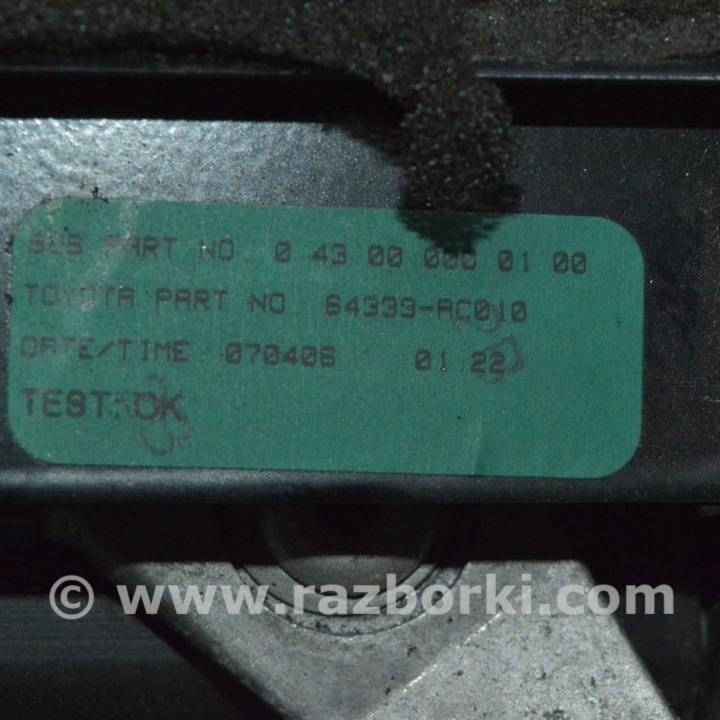 PART NO. 0 43 00 000 01 00
TOYOTA PART NO. 64333-AC010
DATE/TIME: 070406 01:22
TEST: OK
© www.razborki.com